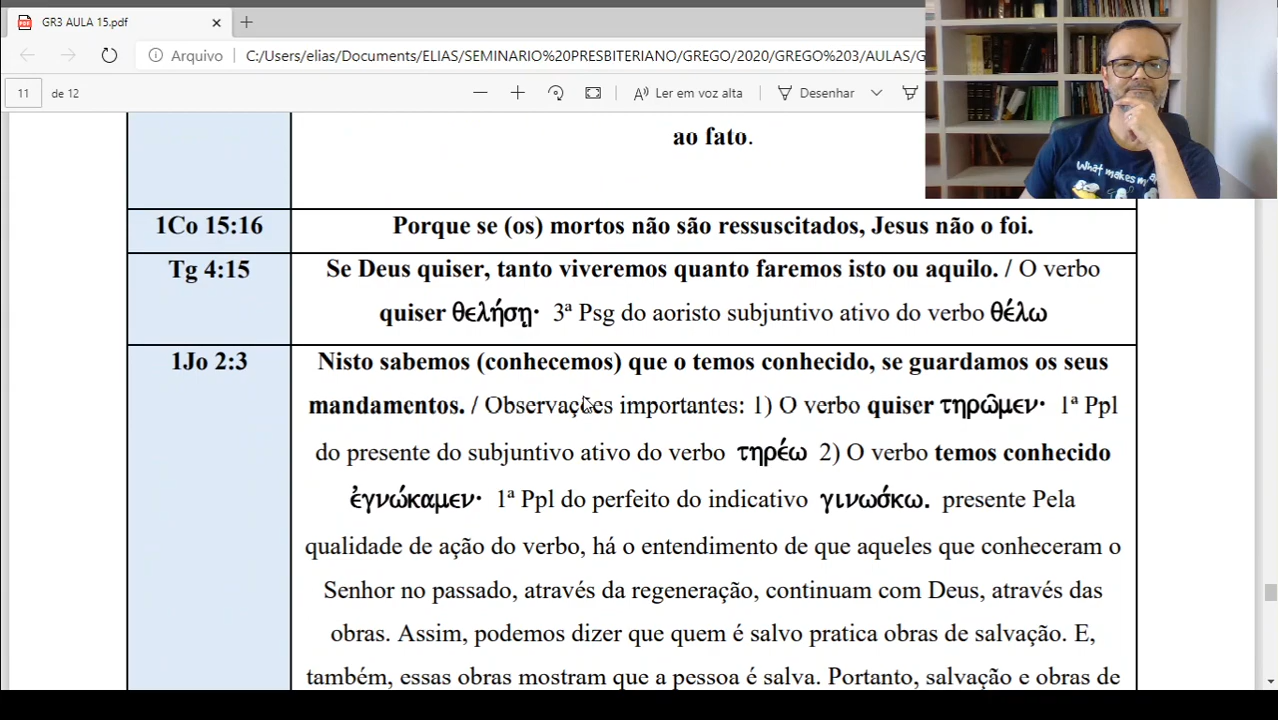 GR3 AULA 15.pdf
Arquivo C:/Users/elias/Documents/ELIAS/SEMINARIO%20PRESBITERIANO/GREGO/2020/GREGO%203/AULAS/G
11 de 12 Ler em voz alta Desenhar
What makes m
ao fato.
1Co 15:16 Porque se (os) mortos não são ressuscitados, Jesus não o foi.
Tg 4:15 Se Deus quiser, tanto viveremos quanto faremos isto ou aquilo. / O verbo
quiser θελήσῃ· 3ª Psg do aoristo subjuntivo ativo do verbo θέλω
1Jo 2:3 Nisto sabemos (conhecemos) que o temos conhecido, se guardamos os seus
mandamentos. / Observações importantes: 1) O verbo quiser τηρῶμεν· 1ª Ppl
do presente do subjuntivo ativo do verbo τηρέω 2) O verbo temos conhecido
ἐγνώκαμεν· 1ª Ppl do perfeito do indicativo γινωσκω. presente Pela
qualidade de ação do verbo, há o entendimento de que aqueles que conheceram o
Senhor no passado, através da regeneração, continuam com Deus, através das
obras. Assim, podemos dizer que quem é salvo pratica obras de salvação. E,
também, essas obras mostram que a pessoa é salva. Portanto, salvação e obras de